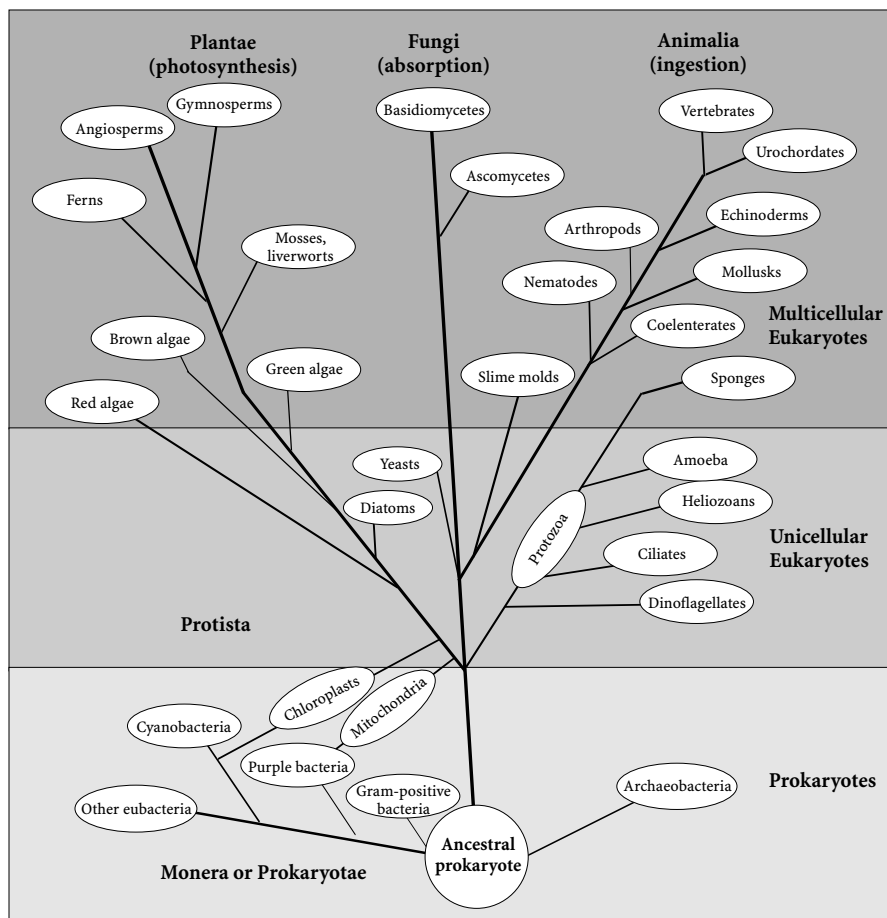 Plantae
(photosynthesis)
Fungi
(absorption)
Animalia
(ingestion)
Gymnosperms
Angiosperms
Basidiomycetes
Vertebrates
Urochordates
Ascomycetes
Ferns
Echinoderms
Arthropods
Mosses,
liverworts
Mollusks
Nematodes
Multicellular
Eukaryotes
Coelenterates
Brown algae
Green algae
Slime molds
Sponges
Red algae
Yeasts
Amoeba
Heliozoans
Diatoms
Protozoa
Unicellular
Eukaryotes
Ciliates
Dinoflagellates
Protista
Chloroplasts
Mitochondria
Cyanobacteria
Purple bacteria
Prokaryotes
Archaeobacteria
Gram-positive
bacteria
Other eubacteria
Ancestral
prokaryote
Monera or Prokaryotae